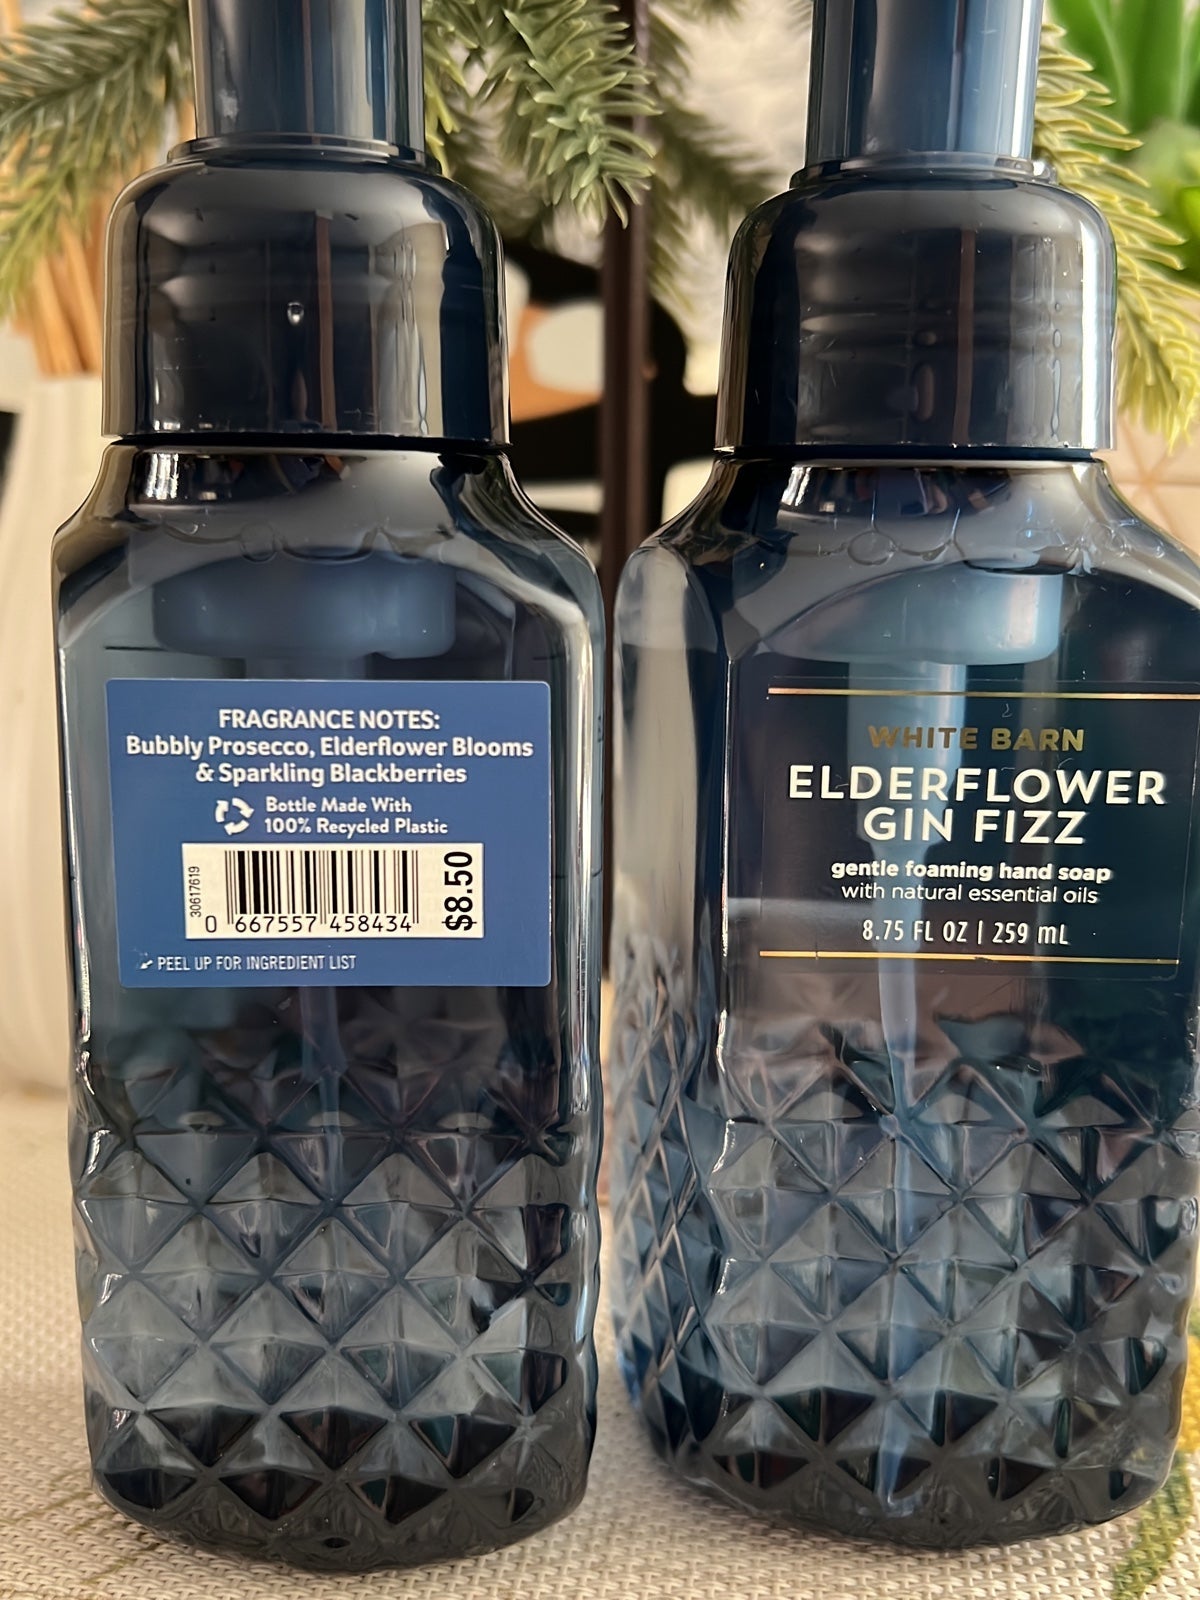 FRAGRANCE NOTES:
Bubbly Prosecco, Elderflower Blooms
& Sparkling Blackberries
Bottle Made With
100% Recycled Plastic
30617619
0 667557 458434
$8.50
PEEL UP FOR INGREDIENT LIST
WHITE BARN
ELDERFLOWER
GIN FIZZ
gentle foaming hand soap
with natural essential oils
8.75 FL OZ | 259 mL